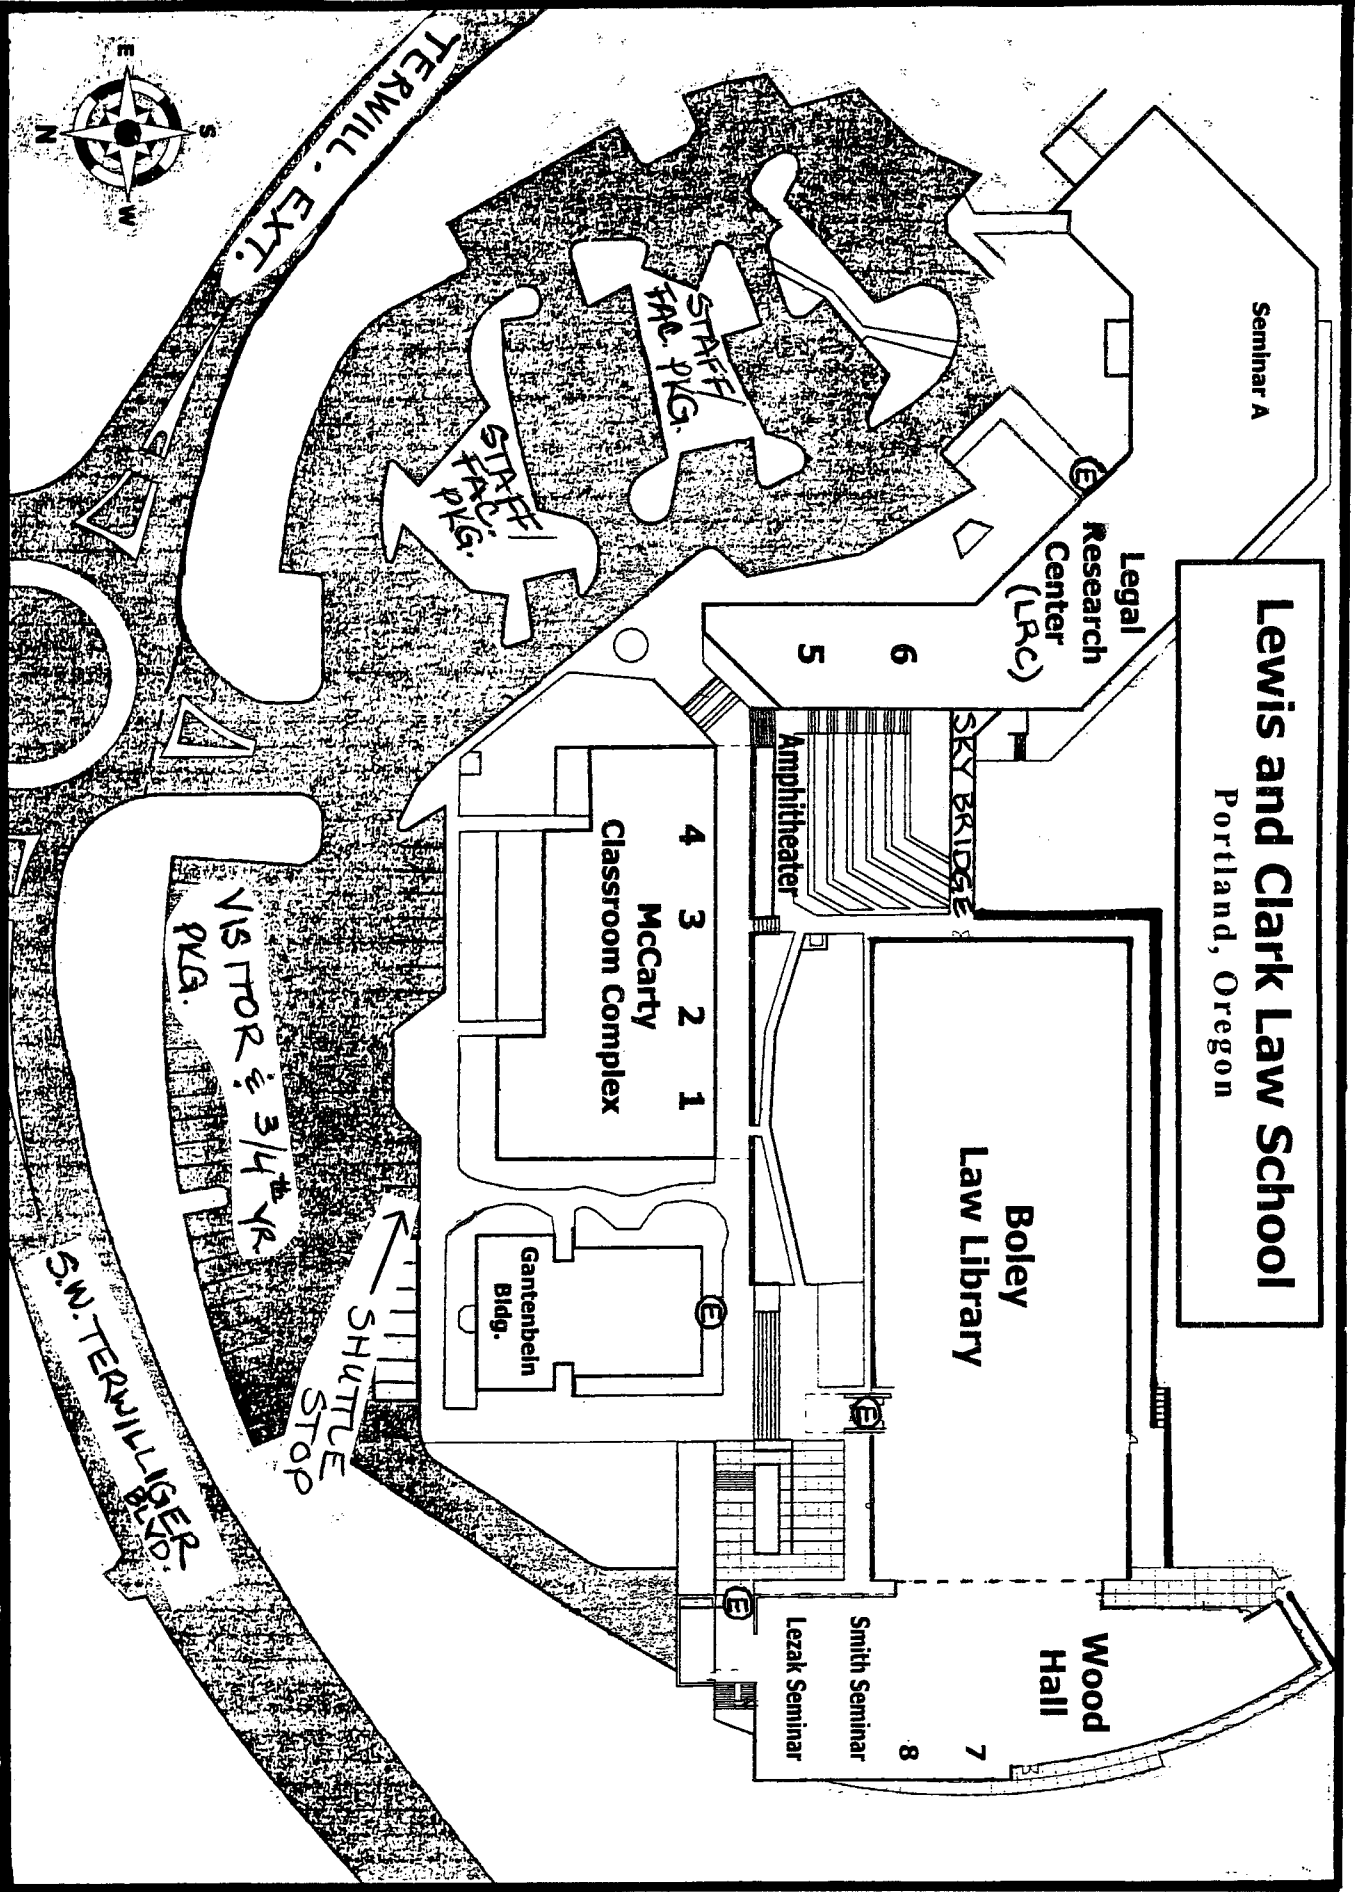 Lewis and Clark Law School
Portland, Oregon
Seminar A
Legal
Research
Center
(LRC)
6
5
SKY BRIDGE
Amphitheater
4 3 2 1
McCarty
Classroom Complex
Boley
Law Library
Wood
Hall
7
8
Smith Seminar
Lezak Seminar
Gantenbein
Bldg.
E
E
E
E
STAFF/
FAC. PKG.
STAFF/
FAC.
PKG.
VISITOR & 3/4th YR.
PKG.
SHUTTLE
STOP
TERWILL. EXT.
S.W. TERWILLIGER
BLVD.
E
S
N
W